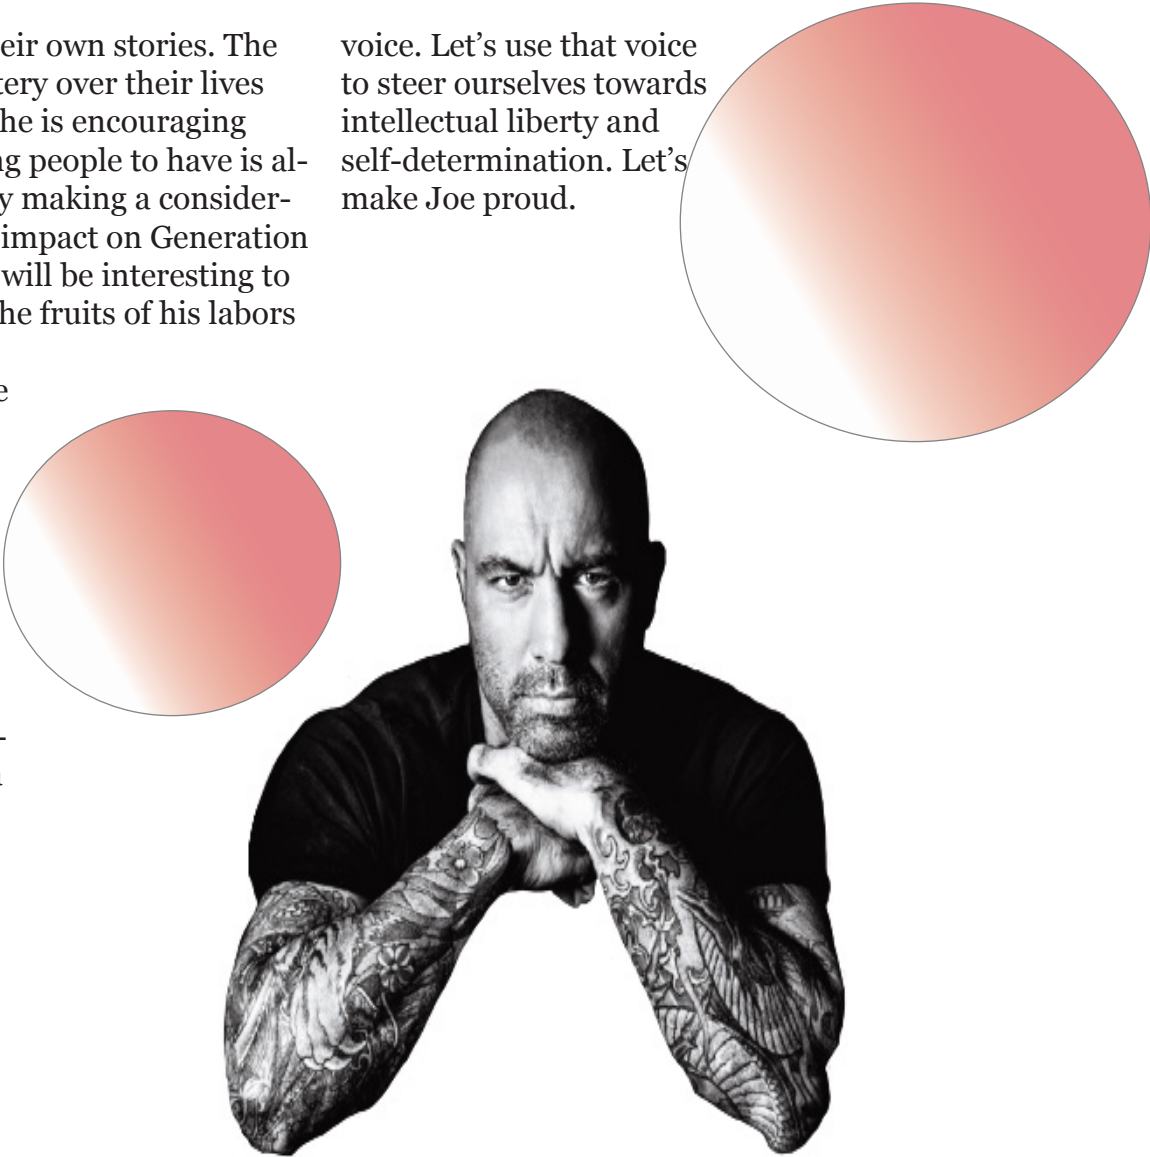 eir own stories. The
tery over their lives
he is encouraging
ng people to have is al-
y making a consider-
impact on Generation
will be interesting to
he fruits of his labors
e
-
voice. Let’s use that voice
to steer ourselves towards
intellectual liberty and
self-determination. Let’s
make Joe proud.